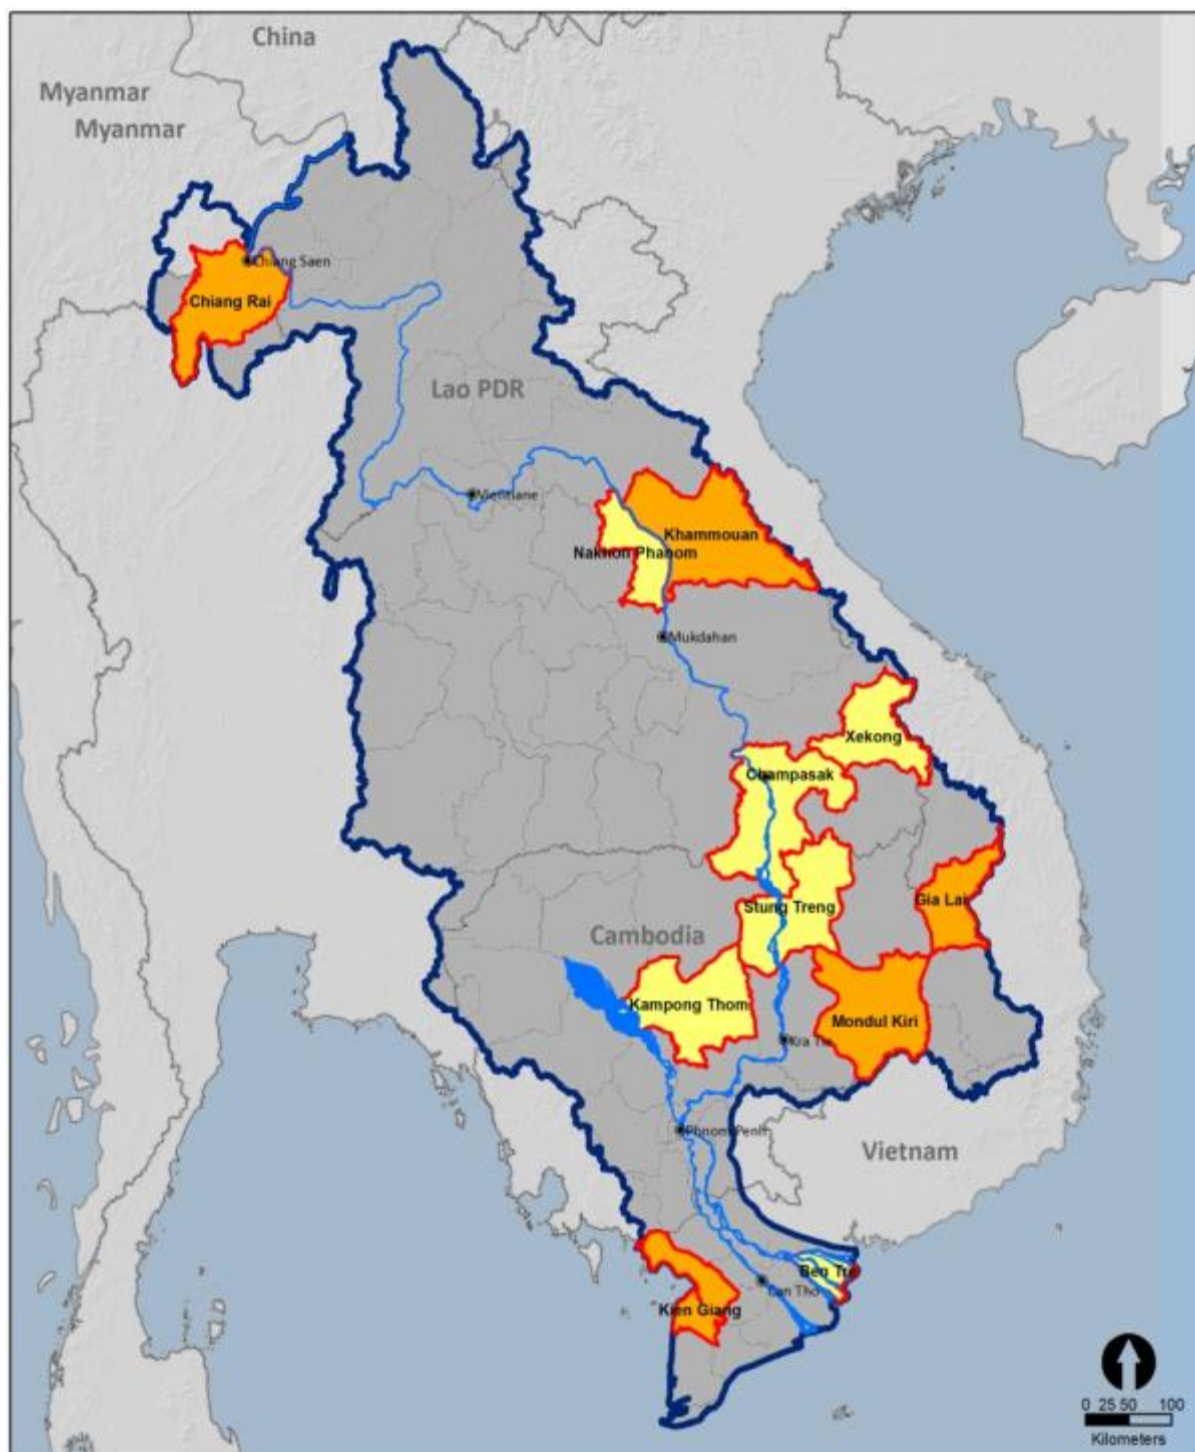 China
Myanmar
Myanmar
Chiang Saen
Chiang Rai
Lao PDR
Vientiane
Khammouan
Nakhon Phanom
Mukdahan
Xekong
Champasak
Gia Lai
Stung Treng
Cambodia
Kampong Thom
Mondul Kiri
Kra Tie
Phnom Penh
Vietnam
Ben Tre
Can Tho
Kien Giang
0 25 50 100
Kilometers